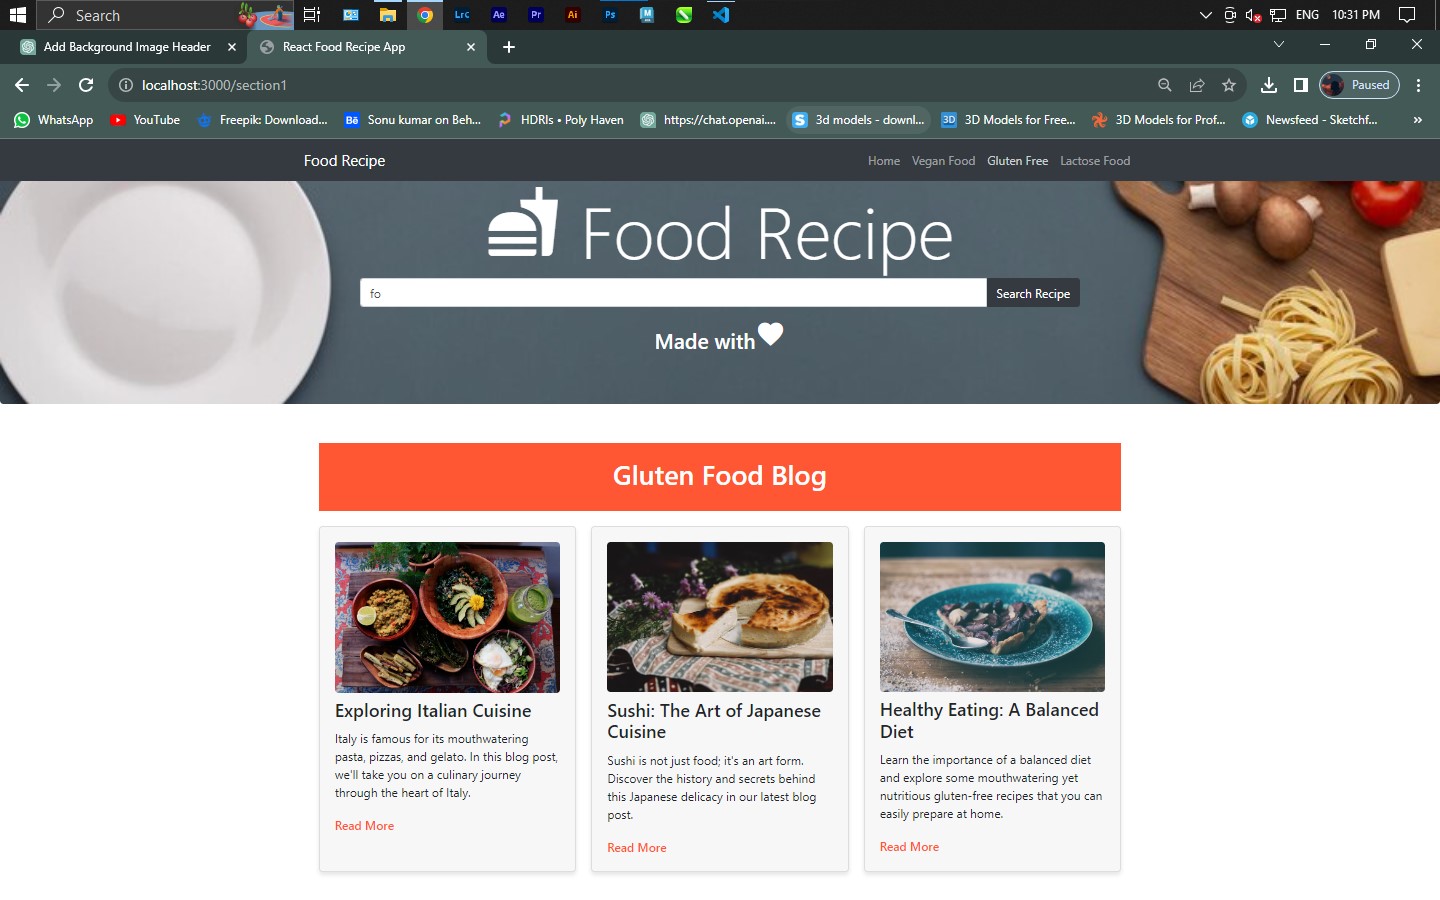 Search
Lrc Ae Pr Ai Ps M
ENG 10:31 PM
Add Background Image Header
React Food Recipe App
localhost:3000/section1
Paused
WhatsApp YouTube Freepik: Download... Bē Sonu kumar on Beh... HDRIs • Poly Haven https://chat.openai.... S 3d models - downl... 3D 3D Models for Free... 3D Models for Prof... Newsfeed - Sketchf... »
Food Recipe Home Vegan Food Gluten Free Lactose Food
Food Recipe
fo Search Recipe
Made with
Gluten Food Blog
Exploring Italian Cuisine
Italy is famous for its mouthwatering
pasta, pizzas, and gelato. In this blog post,
we'll take you on a culinary journey
through the heart of Italy.
Read More
Sushi: The Art of Japanese
Cuisine
Sushi is not just food; it's an art form.
Discover the history and secrets behind
this Japanese delicacy in our latest blog
post.
Read More
Healthy Eating: A Balanced
Diet
Learn the importance of a balanced diet
and explore some mouthwatering yet
nutritious gluten-free recipes that you can
easily prepare at home.
Read More